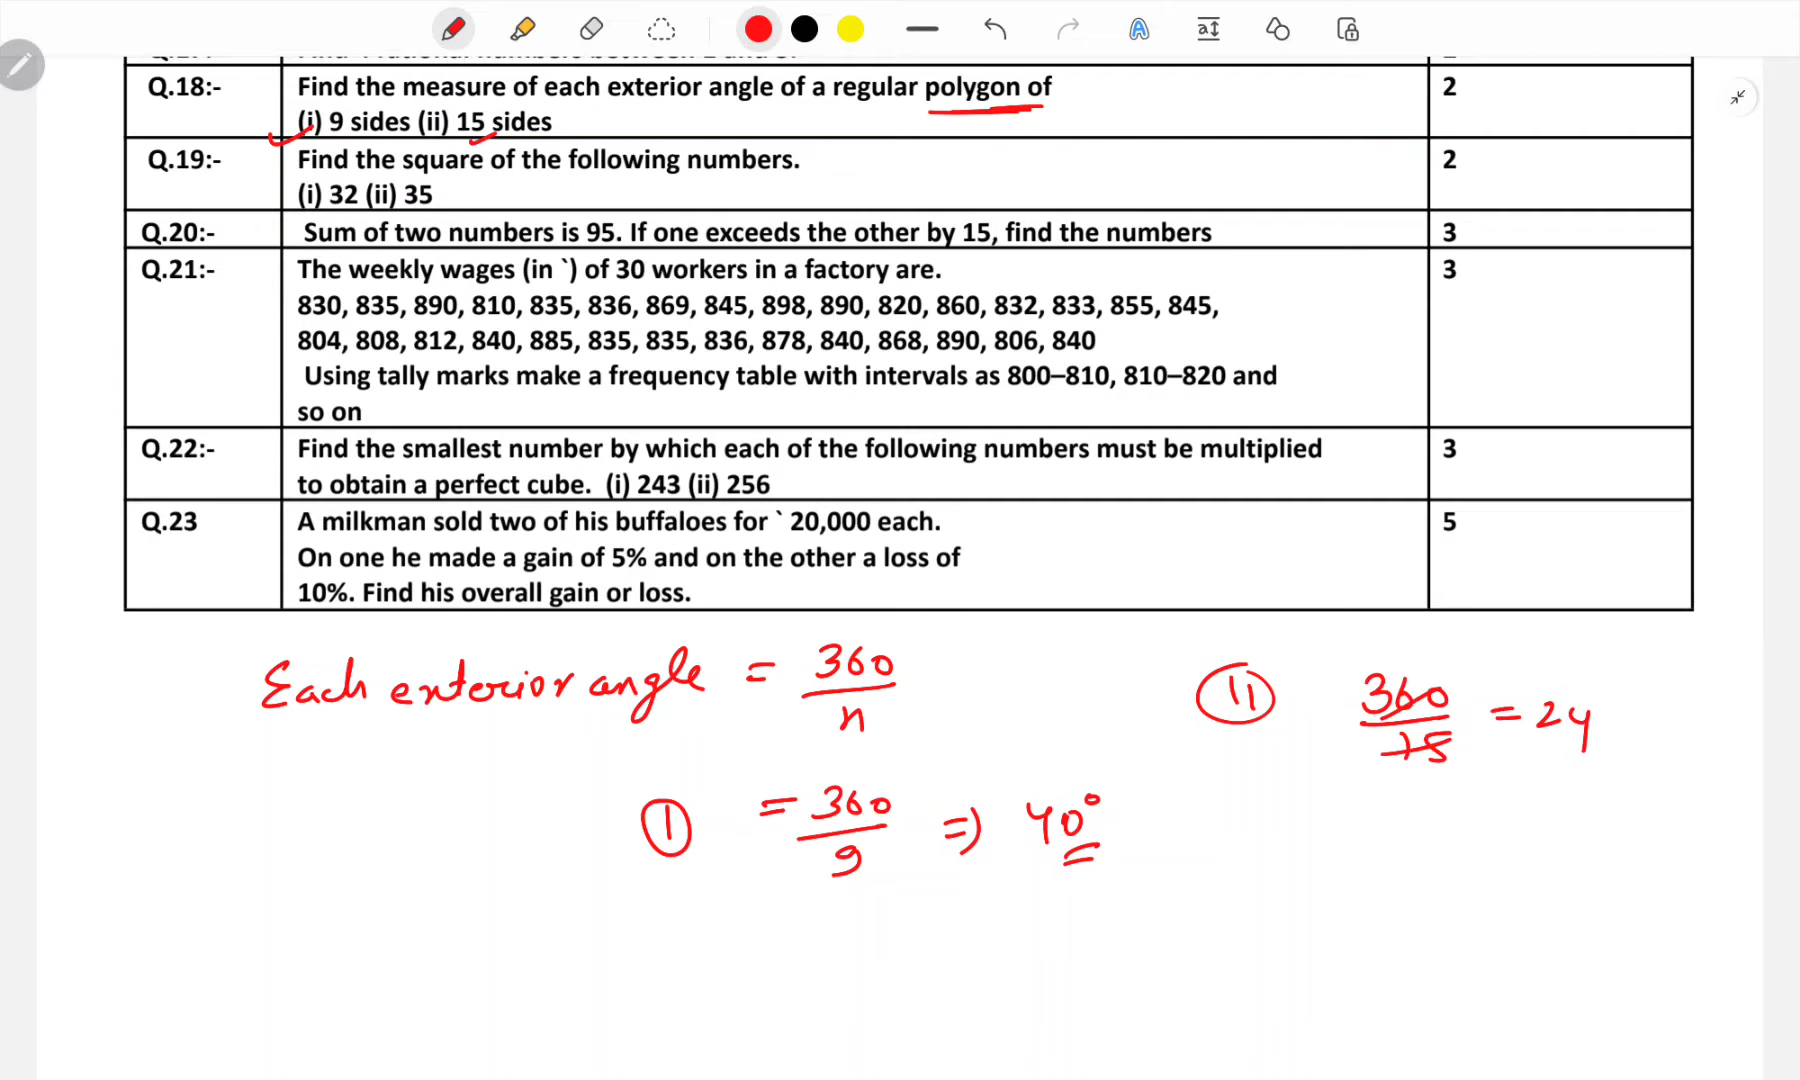 Q.18:- Find the measure of each exterior angle of a regular polygon of 2
(i) 9 sides (ii) 15 sides
Q.19:- Find the square of the following numbers. 2
(i) 32 (ii) 35
Q.20:- Sum of two numbers is 95. If one exceeds the other by 15, find the numbers 3
Q.21:- The weekly wages (in `) of 30 workers in a factory are. 3
830, 835, 890, 810, 835, 836, 869, 845, 898, 890, 820, 860, 832, 833, 855, 845,
804, 808, 812, 840, 885, 835, 835, 836, 878, 840, 868, 890, 806, 840
Using tally marks make a frequency table with intervals as 800–810, 810–820 and
so on
Q.22:- Find the smallest number by which each of the following numbers must be multiplied 3
to obtain a perfect cube. (i) 243 (ii) 256
Q.23 A milkman sold two of his buffaloes for ` 20,000 each. 5
On one he made a gain of 5% and on the other a loss of
10%. Find his overall gain or loss.
Each exterior angle = 360/n
(I) = 360/9 => 40°
(II) 360/15 = 24